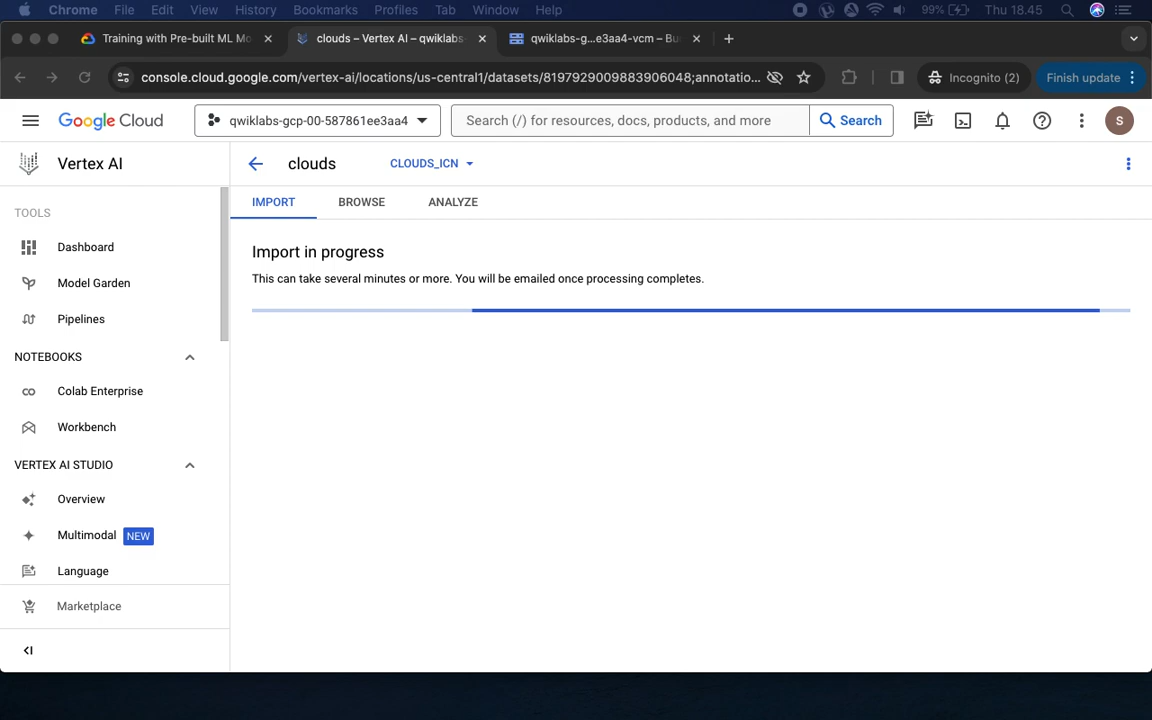 Chrome File Edit View History Bookmarks Profiles Tab Window Help 99% Thu 18.45
Training with Pre-built ML Mo clouds – Vertex AI – qwiklabs- qwiklabs-g...e3aa4-vcm – Bu
console.cloud.google.com/vertex-ai/locations/us-central1/datasets/8197929009883906048;annotatio... Incognito (2) Finish update
Google Cloud qwiklabs-gcp-00-587861ee3aa4 Search (/) for resources, docs, products, and more Search S
Vertex AI
clouds CLOUDS_ICN
IMPORT BROWSE ANALYZE
TOOLS
Dashboard
Model Garden
Pipelines
NOTEBOOKS
Colab Enterprise
Workbench
VERTEX AI STUDIO
Overview
Multimodal NEW
Language
Marketplace
Import in progress
This can take several minutes or more. You will be emailed once processing completes.